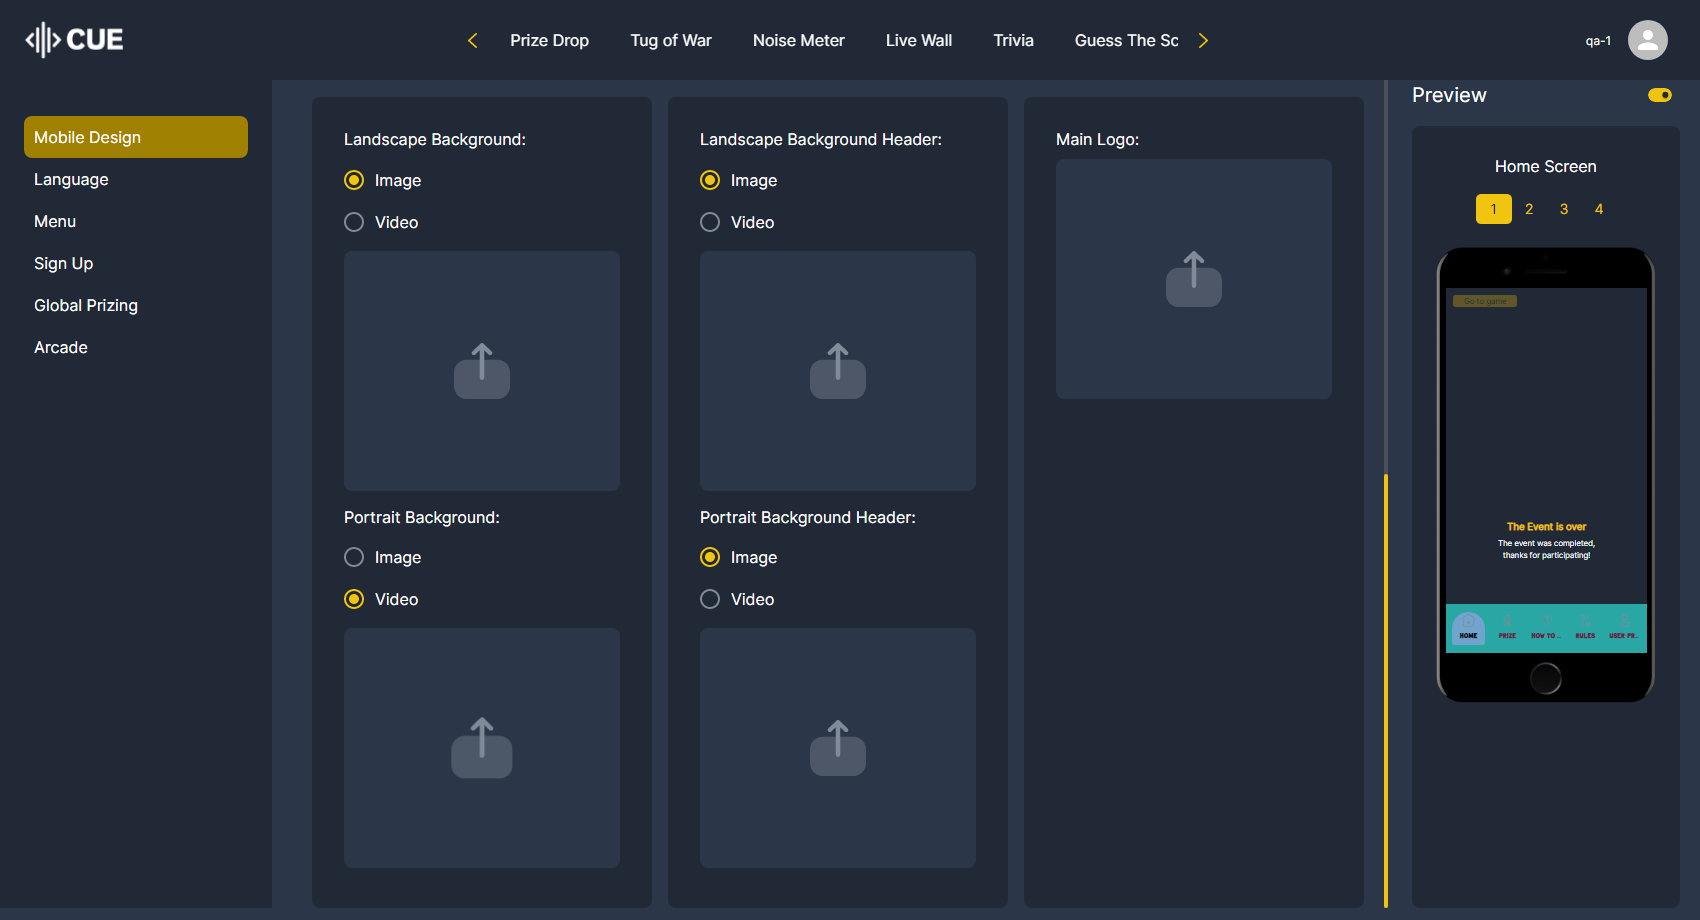 CUE
Prize Drop
Tug of War
Noise Meter
Live Wall
Trivia
Guess The Sc
qa-1
Mobile Design
Language
Menu
Sign Up
Global Prizing
Arcade
Landscape Background:
Image
Video
Portrait Background:
Image
Video
Landscape Background Header:
Image
Video
Portrait Background Header:
Image
Video
Main Logo:
Preview
Home Screen
1 2 3 4
Go to game
The Event is over
The event was completed,
thanks for participating!
HOME PRIZE HOW TO ... RULES USER PR...